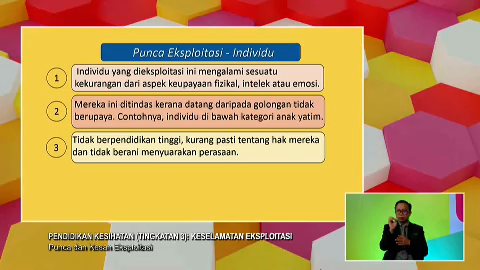 Punca Eksploitasi - Individu
1
Individu yang dieksploitasi ini mengalami sesuatu
kekurangan dari aspek keupayaan fizikal, intelek atau emosi.
2
Mereka ini ditindas kerana datang daripada golongan tidak
berupaya. Contohnya, individu di bawah kategori anak yatim.
3
Tidak berpendidikan tinggi, kurang pasti tentang hak mereka
dan tidak berani menyuarakan perasaan.
PENDIDIKAN KESIHATAN (TINGKATAN 3): KESELAMATAN EKSPLOITASI
Punca dan Kesan Eksploitasi